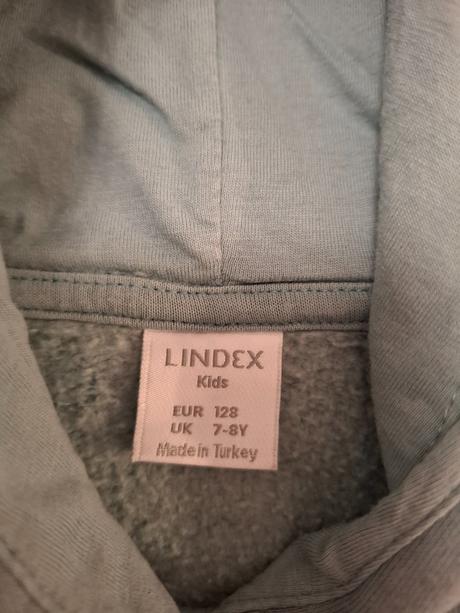 LINDEX
Kids
EUR 128
UK 7-8Y
Made in Turkey